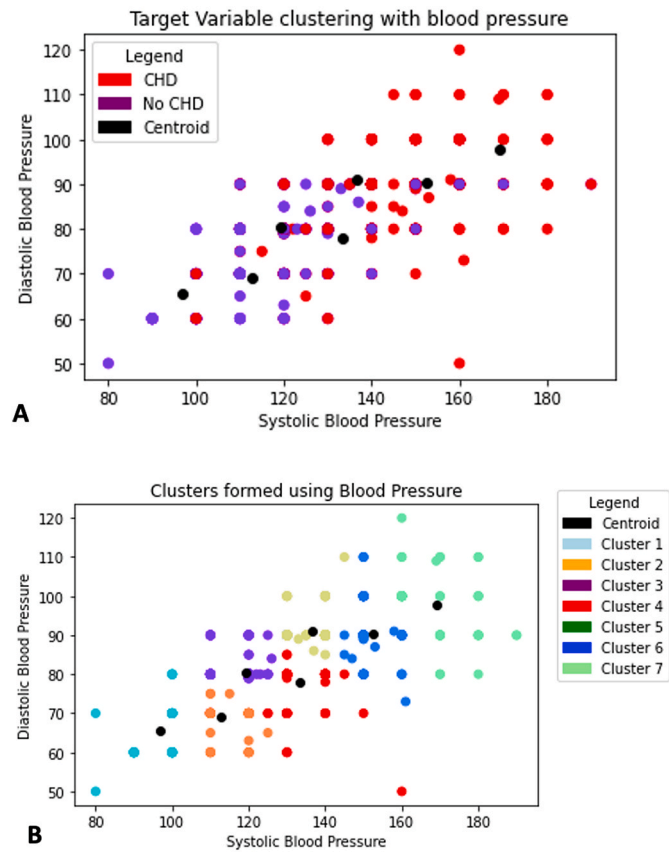 Target Variable clustering with blood pressure
Legend
CHD
No CHD
Centroid
120
110
100
90
80
70
60
50
Diastolic Blood Pressure
80 100 120 140 160 180
Systolic Blood Pressure
A
Clusters formed using Blood Pressure
120
110
100
90
80
70
60
50
Diastolic Blood Pressure
80 100 120 140 160 180
Systolic Blood Pressure
B
Legend
Centroid
Cluster 1
Cluster 2
Cluster 3
Cluster 4
Cluster 5
Cluster 6
Cluster 7